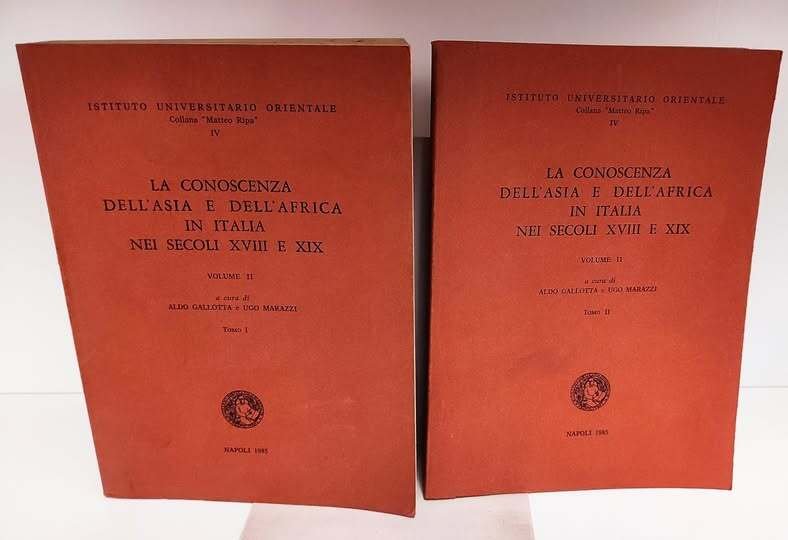 ISTITUTO UNIVERSITARIO ORIENTALE
Collana "Matteo Ripa"
IV
LA CONOSCENZA
DELL'ASIA E DELL'AFRICA
IN ITALIA
NEI SECOLI XVIII E XIX
VOLUME II
a cura di
ALDO GALLOTTA e UGO MARAZZI
TOMO I
NAPOLI 1985
ISTITUTO UNIVERSITARIO ORIENTALE
Collana "Matteo Ripa"
IV
LA CONOSCENZA
DELL'ASIA E DELL'AFRICA
IN ITALIA
NEI SECOLI XVIII E XIX
VOLUME II
a cura di
ALDO GALLOTTA e UGO MARAZZI
TOMO II
NAPOLI 1985